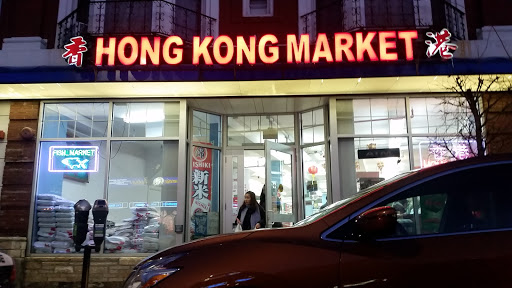 香 HONG KONG MARKET 港
FISH MARKET
新米